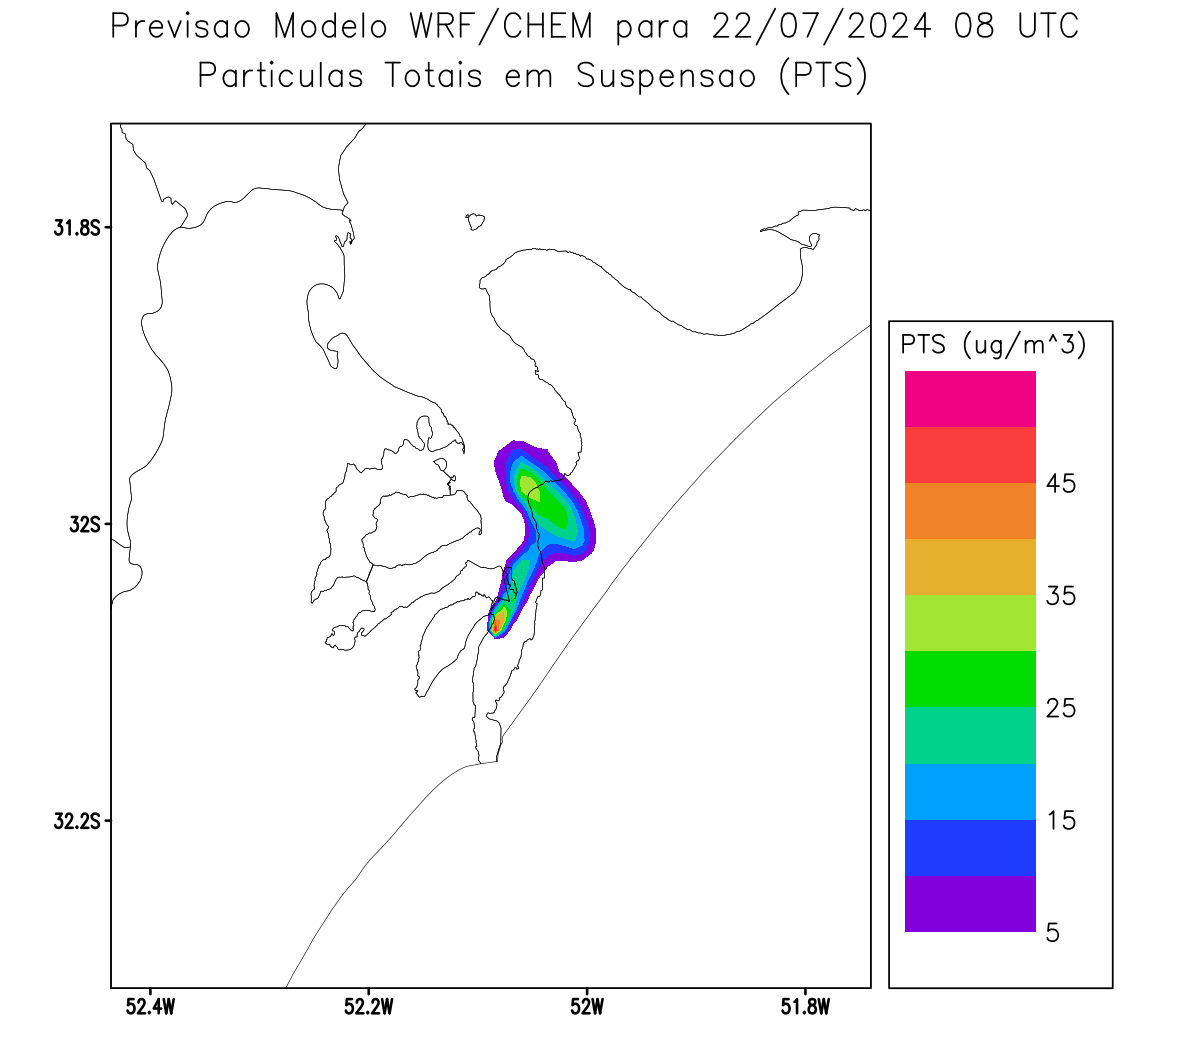 Previsao Modelo WRF/CHEM para 22/07/2024 08 UTC
Particulas Totais em Suspensao (PTS)
31.8S
32S
32.2S
52.4W
52.2W
52W
51.8W
PTS (ug/m^3)
45
35
25
15
5